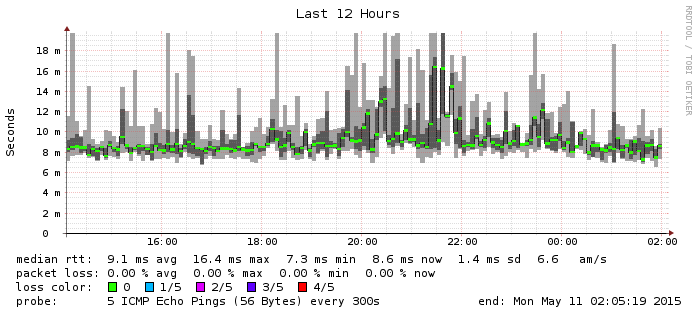 Last 12 Hours
RRDTOOL / TOBI OETIKER
Seconds
18 m
16 m
14 m
12 m
10 m
8 m
6 m
4 m
2 m
0
16:00 18:00 20:00 22:00 00:00 02:00
median rtt: 9.1 ms avg 16.4 ms max 7.3 ms min 8.6 ms now 1.4 ms sd 6.6 am/s
packet loss: 0.00 % avg 0.00 % max 0.00 % min 0.00 % now
loss color: 0 1/5 2/5 3/5 4/5
probe: 5 ICMP Echo Pings (56 Bytes) every 300s end: Mon May 11 02:05:19 2015